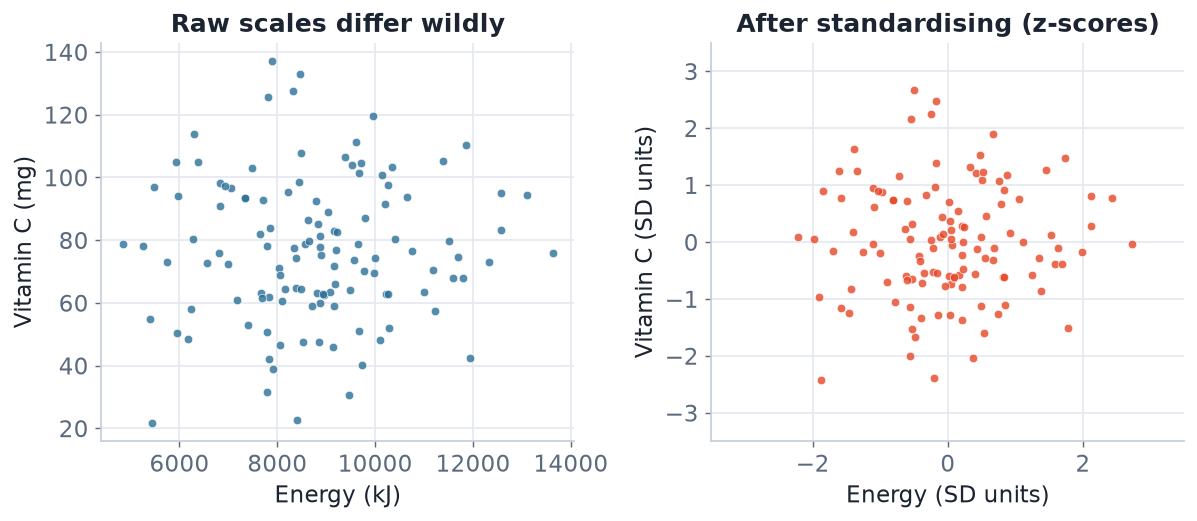 Raw scales differ wildly
140
120
100
80
60
40
20
Vitamin C (mg)
6000 8000 10000 12000 14000
Energy (kJ)
After standardising (z-scores)
3
2
1
0
−1
−2
−3
Vitamin C (SD units)
−2 0 2
Energy (SD units)